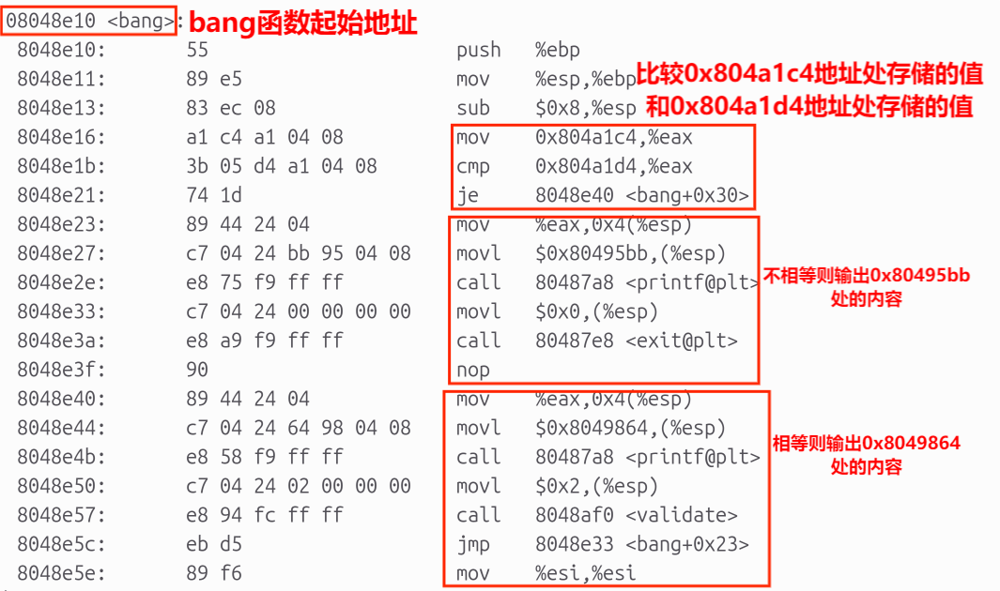 08048e10 <bang>: bang函数起始地址
8048e10: 55 push %ebp
8048e11: 89 e5 mov %esp,%ebp
比较0x804a1c4地址处存储的值
和0x804a1d4地址处存储的值
8048e13: 83 ec 08 sub $0x8,%esp
8048e16: a1 c4 a1 04 08 mov 0x804a1c4,%eax
8048e1b: 3b 05 d4 a1 04 08 cmp 0x804a1d4,%eax
8048e21: 74 1d je 8048e40 <bang+0x30>
8048e23: 89 44 24 04 mov %eax,0x4(%esp)
8048e27: c7 04 24 bb 95 04 08 movl $0x80495bb,(%esp)
8048e2e: e8 75 f9 ff ff call 80487a8 <printf@plt>
不相等则输出0x80495bb
处的内容
8048e33: c7 04 24 00 00 00 00 movl $0x0,(%esp)
8048e3a: e8 a9 f9 ff ff call 80487e8 <exit@plt>
8048e3f: 90 nop
8048e40: 89 44 24 04 mov %eax,0x4(%esp)
8048e44: c7 04 24 64 98 04 08 movl $0x8049864,(%esp)
8048e4b: e8 58 f9 ff ff call 80487a8 <printf@plt>
相等则输出0x8049864
处的内容
8048e50: c7 04 24 02 00 00 00 movl $0x2,(%esp)
8048e57: e8 94 fc ff ff call 8048af0 <validate>
8048e5c: eb d5 jmp 8048e33 <bang+0x23>
8048e5e: 89 f6 mov %esi,%esi